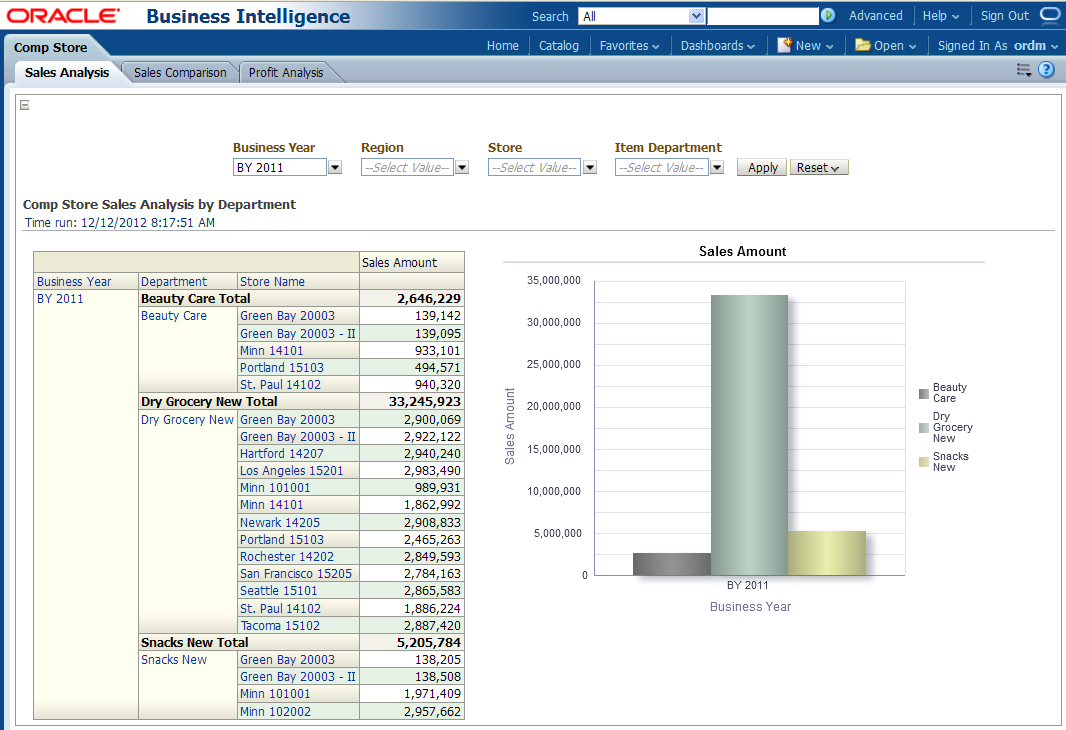 ORACLE Business Intelligence
Search All Advanced Help Sign Out
Comp Store
Home Catalog Favorites Dashboards New Open Signed In As ordm
Sales Analysis Sales Comparison Profit Analysis
Business Year Region Store Item Department
BY 2011 --Select Value-- --Select Value-- --Select Value-- Apply Reset
Comp Store Sales Analysis by Department
Time run: 12/12/2012 8:17:51 AM
Sales Amount
Business Year Department Store Name
BY 2011 Beauty Care Total 2,646,229
Beauty Care Green Bay 20003 139,142
Green Bay 20003 - II 139,095
Minn 14101 933,101
Portland 15103 494,571
St. Paul 14102 940,320
Dry Grocery New Total 33,245,923
Dry Grocery New Green Bay 20003 2,900,069
Green Bay 20003 - II 2,922,122
Hartford 14207 2,940,240
Los Angeles 15201 2,983,490
Minn 101001 989,931
Minn 14101 1,862,992
Newark 14205 2,908,833
Portland 15103 2,465,263
Rochester 14202 2,849,593
San Francisco 15205 2,784,163
Seattle 15101 2,865,583
St. Paul 14102 1,886,224
Tacoma 15102 2,887,420
Snacks New Total 5,205,784
Snacks New Green Bay 20003 138,205
Green Bay 20003 - II 138,508
Minn 101001 1,971,409
Minn 102002 2,957,662
Sales Amount
35,000,000
30,000,000
25,000,000
20,000,000
15,000,000
10,000,000
5,000,000
0
Sales Amount
BY 2011
Business Year
Beauty
Care
Dry
Grocery
New
Snacks
New